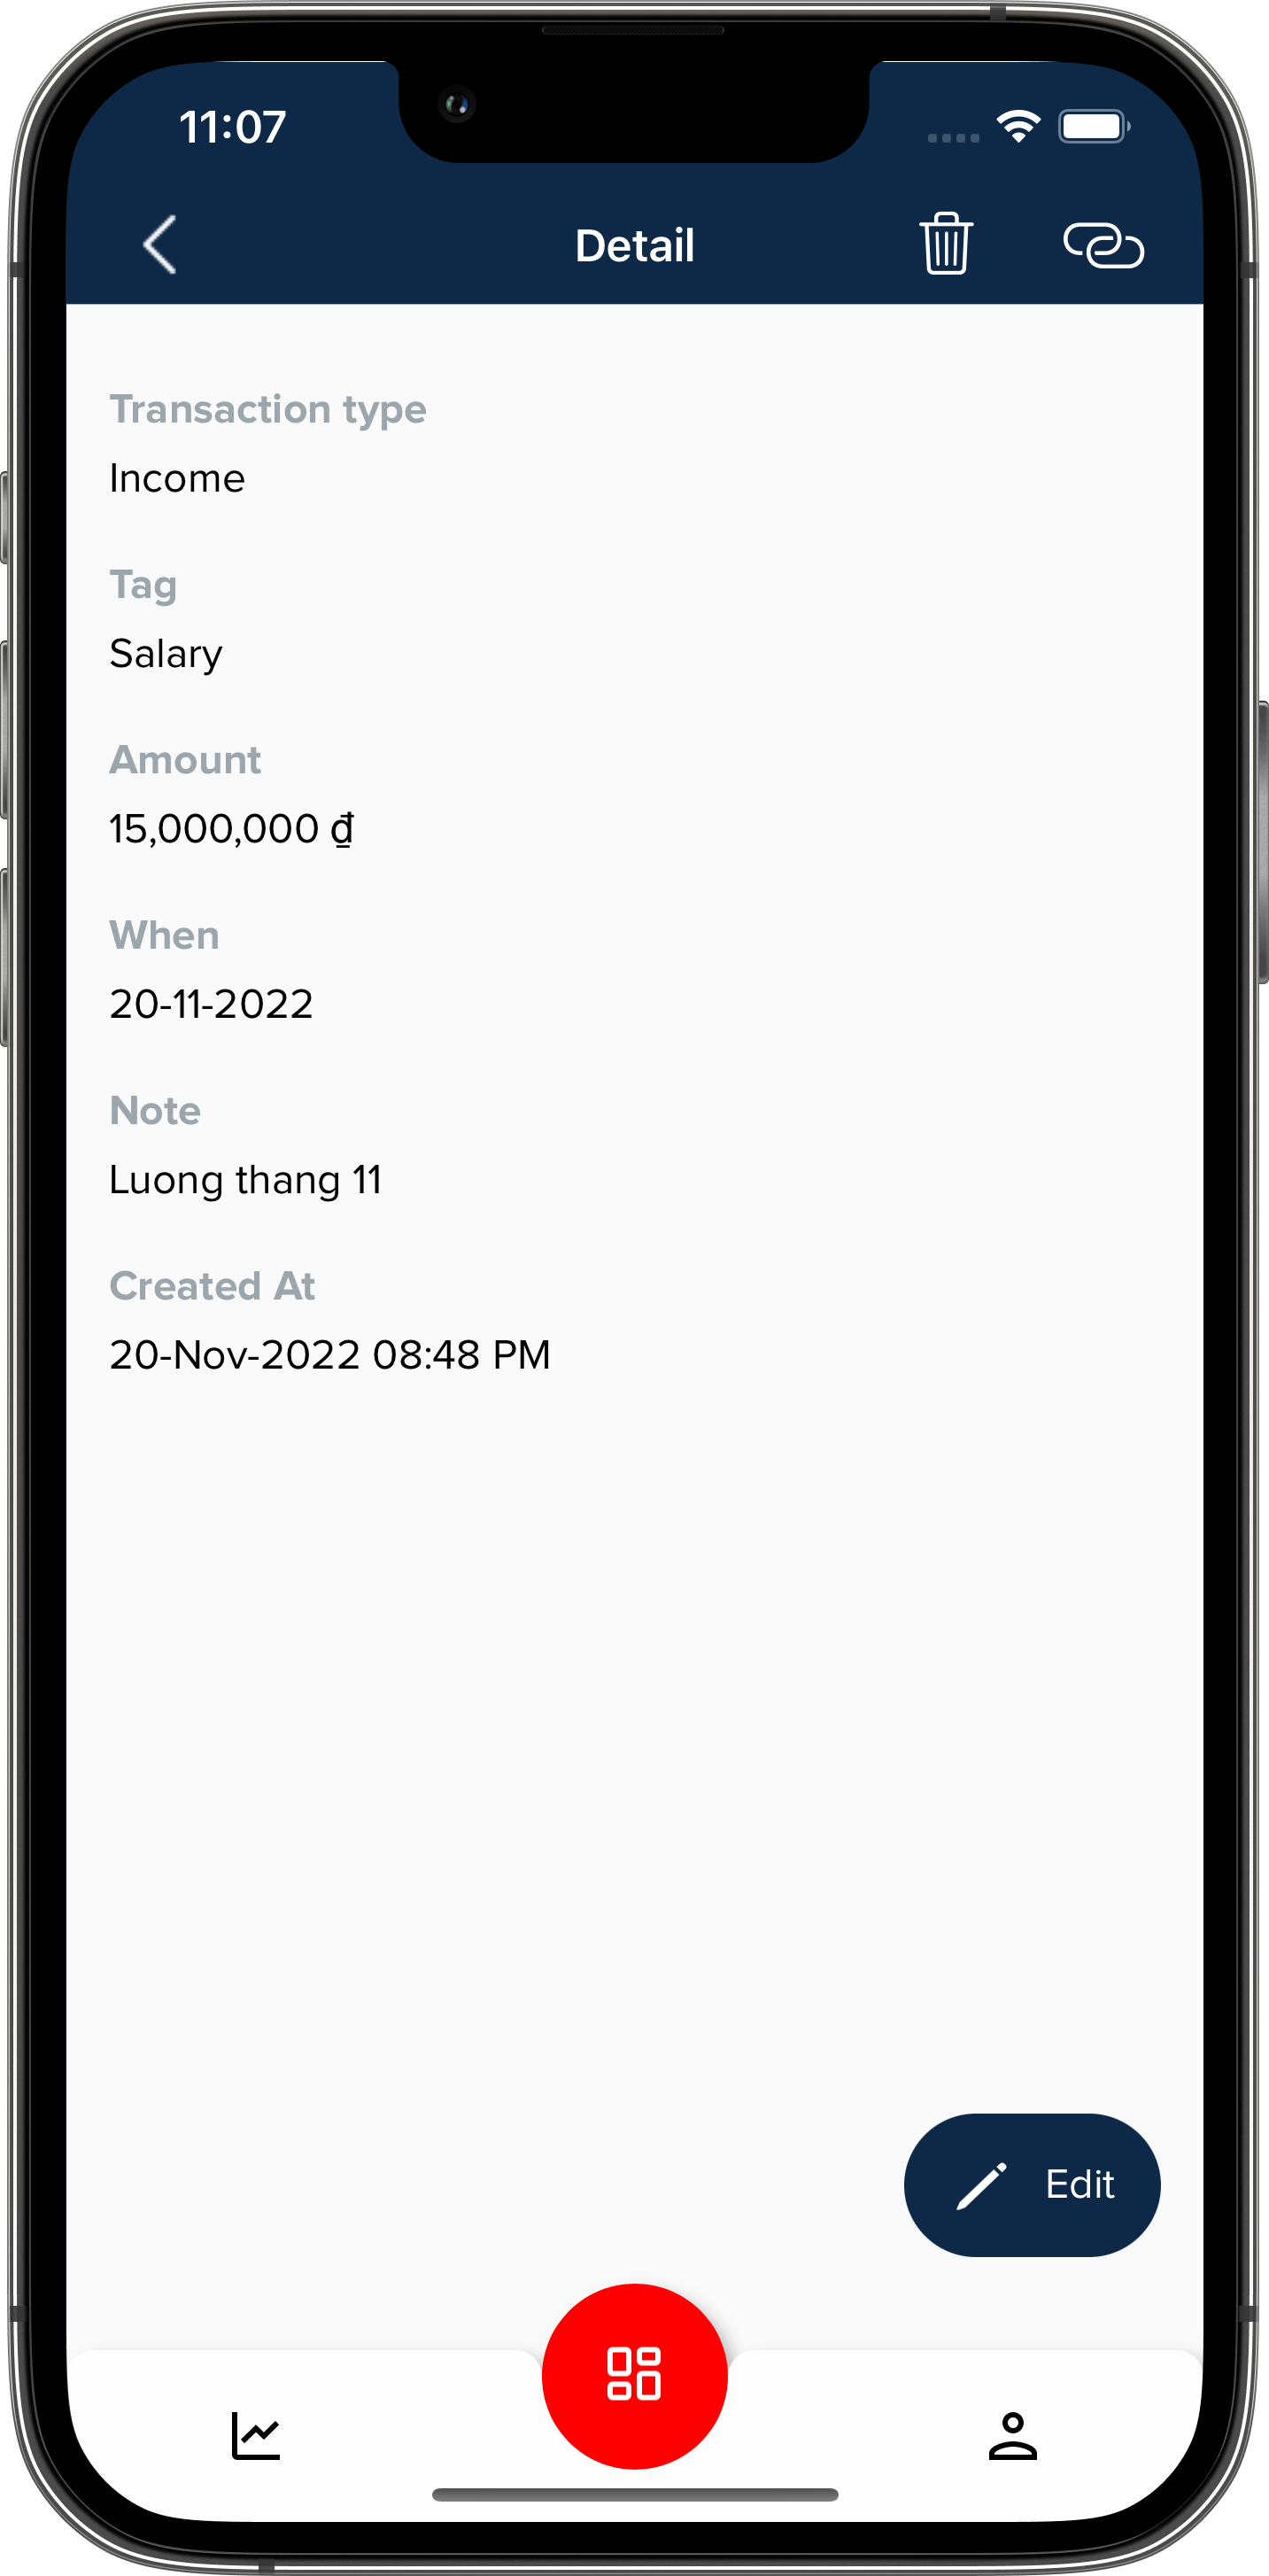 11:07
Detail
Transaction type
Income
Tag
Salary
Amount
15,000,000 ₫
When
20-11-2022
Note
Luong thang 11
Created At
20-Nov-2022 08:48 PM
Edit